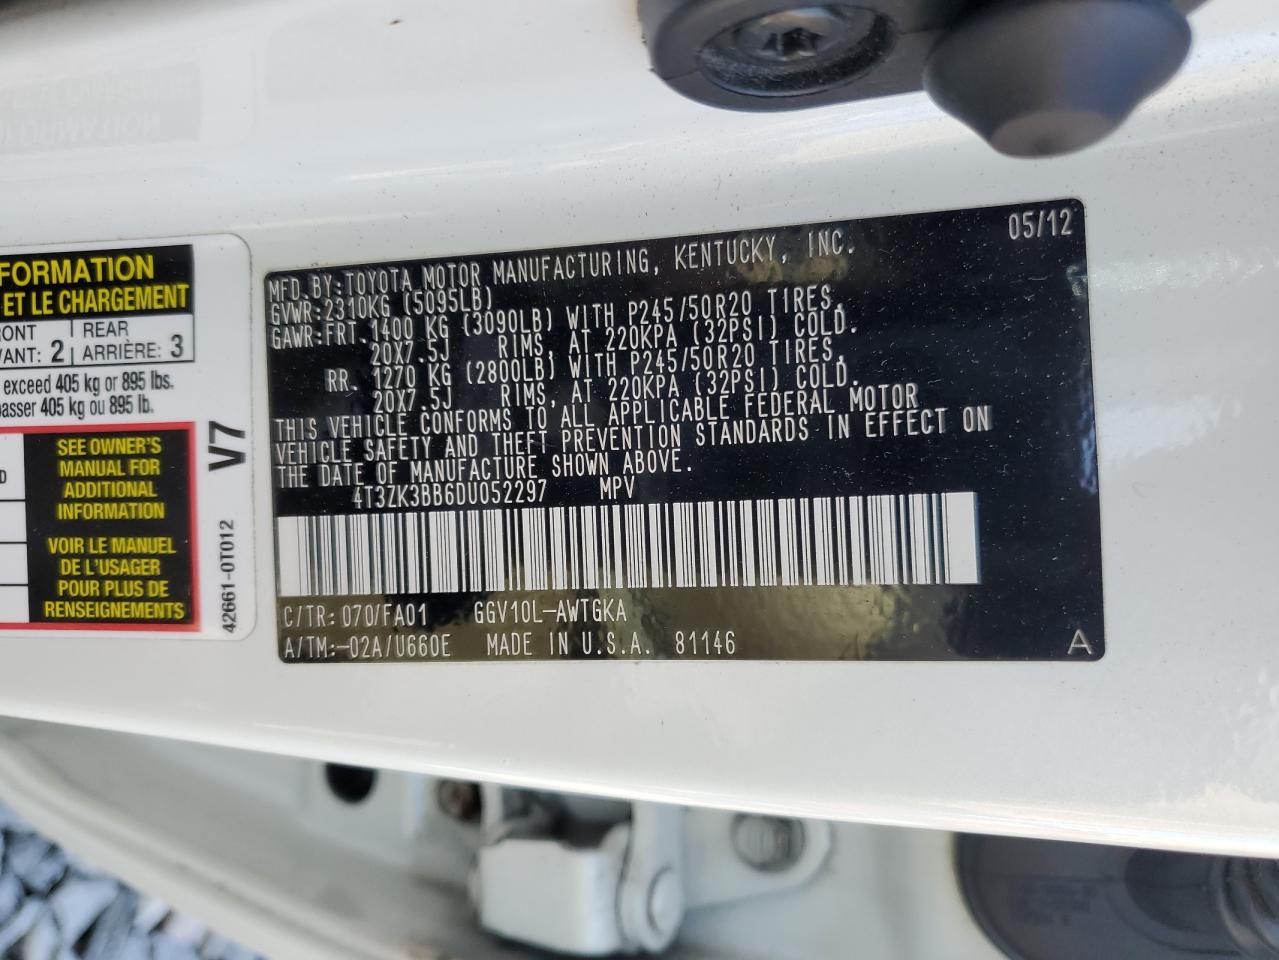 FORMATION
ET LE CHARGEMENT
RONT REAR
VANT: 2 ARRIÈRE: 3
exceed 405 kg or 895 lbs.
passer 405 kg ou 895 lb.
SEE OWNER'S
MANUAL FOR
ADDITIONAL
INFORMATION
VOIR LE MANUEL
DE L'USAGER
POUR PLUS DE
RENSEIGNEMENTS
V7
42661-0T012
05/12
MFD.BY:TOYOTA MOTOR MANUFACTURING, KENTUCKY, INC.
GVWR:2310KG (5095LB)
GAWR:FRT. 1400 KG (3090LB) WITH P245/50R20 TIRES,
20X7.5J RIMS, AT 220KPA (32PSI) COLD.
RR. 1270 KG (2800LB) WITH P245/50R20 TIRES,
20X7.5J RIMS, AT 220KPA (32PSI) COLD.
THIS VEHICLE CONFORMS TO ALL APPLICABLE FEDERAL MOTOR
VEHICLE SAFETY AND THEFT PREVENTION STANDARDS IN EFFECT ON
THE DATE OF MANUFACTURE SHOWN ABOVE.
4T3ZK3BB6DU052297 MPV
C/TR: 070/FA01 GGV10L-AWTGKA
A/TM:-02A/U660E MADE IN U.S.A. 81146
A